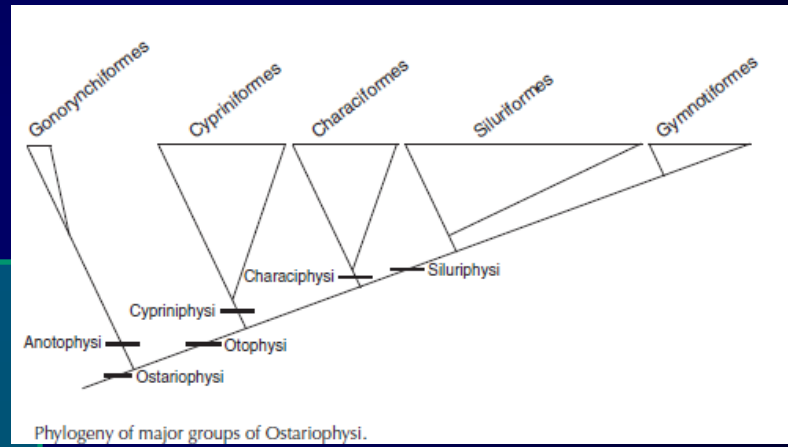 Gonorynchiformes
Cypriniformes
Characiformes
Siluriformes
Gymnotiformes
Characiphysi
Siluriphysi
Cypriniphysi
Anotophysi
Otophysi
Ostariophysi
Phylogeny of major groups of Ostariophysi.